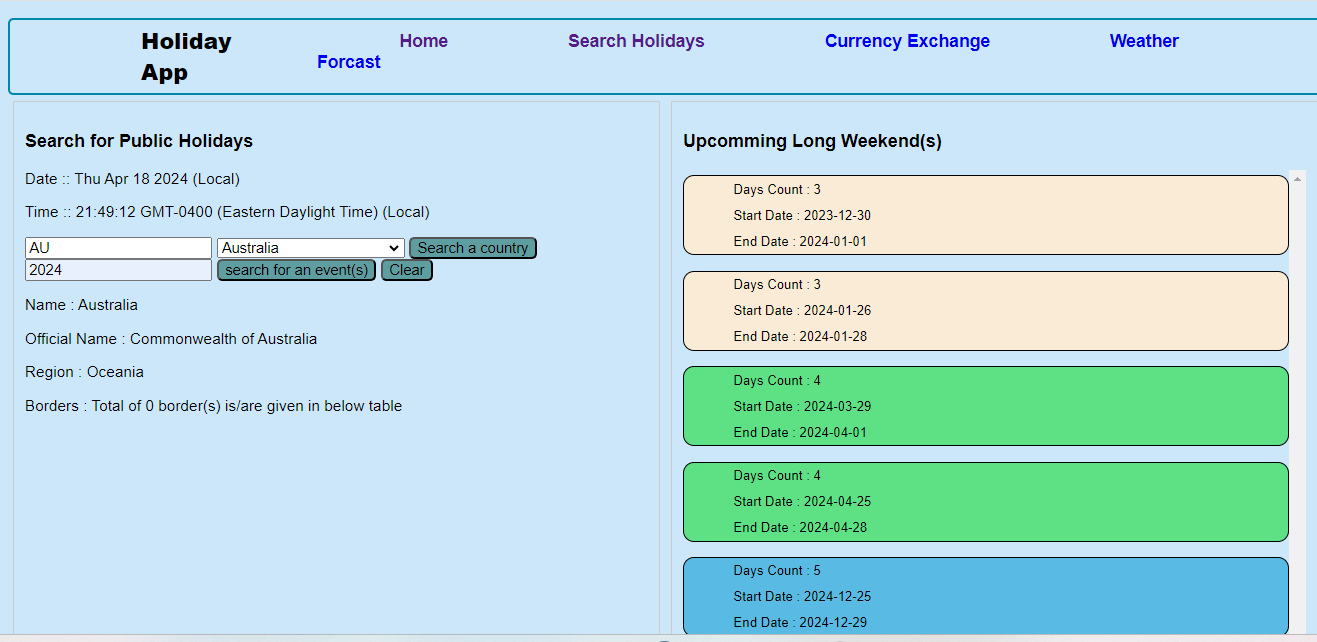 Holiday App
Home
Search Holidays
Currency Exchange
Weather
Forcast
Search for Public Holidays
Date :: Thu Apr 18 2024 (Local)
Time :: 21:49:12 GMT-0400 (Eastern Daylight Time) (Local)
AU
Australia
Search a country
2024
search for an event(s)
Clear
Name : Australia
Official Name : Commonwealth of Australia
Region : Oceania
Borders : Total of 0 border(s) is/are given in below table
Upcomming Long Weekend(s)
Days Count : 3
Start Date : 2023-12-30
End Date : 2024-01-01
Days Count : 3
Start Date : 2024-01-26
End Date : 2024-01-28
Days Count : 4
Start Date : 2024-03-29
End Date : 2024-04-01
Days Count : 4
Start Date : 2024-04-25
End Date : 2024-04-28
Days Count : 5
Start Date : 2024-12-25
End Date : 2024-12-29